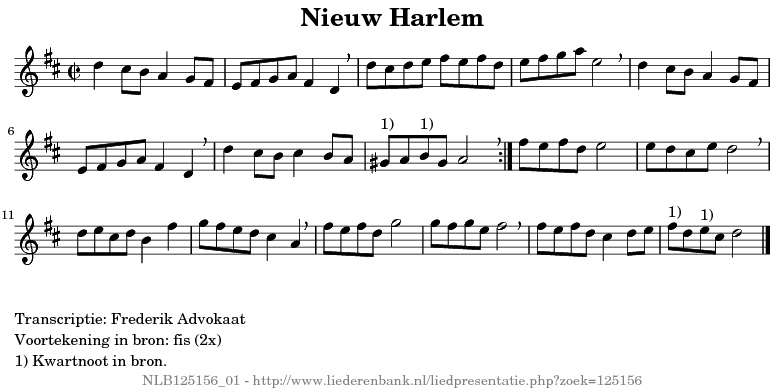 Nieuw Harlem
6
1) 1)
11
1) 1)
Transcriptie: Frederik Advokaat
Voortekening in bron: fis (2x)
1) Kwartnoot in bron.
NLB125156_01 - http://www.liederenbank.nl/liedpresentatie.php?zoek=125156